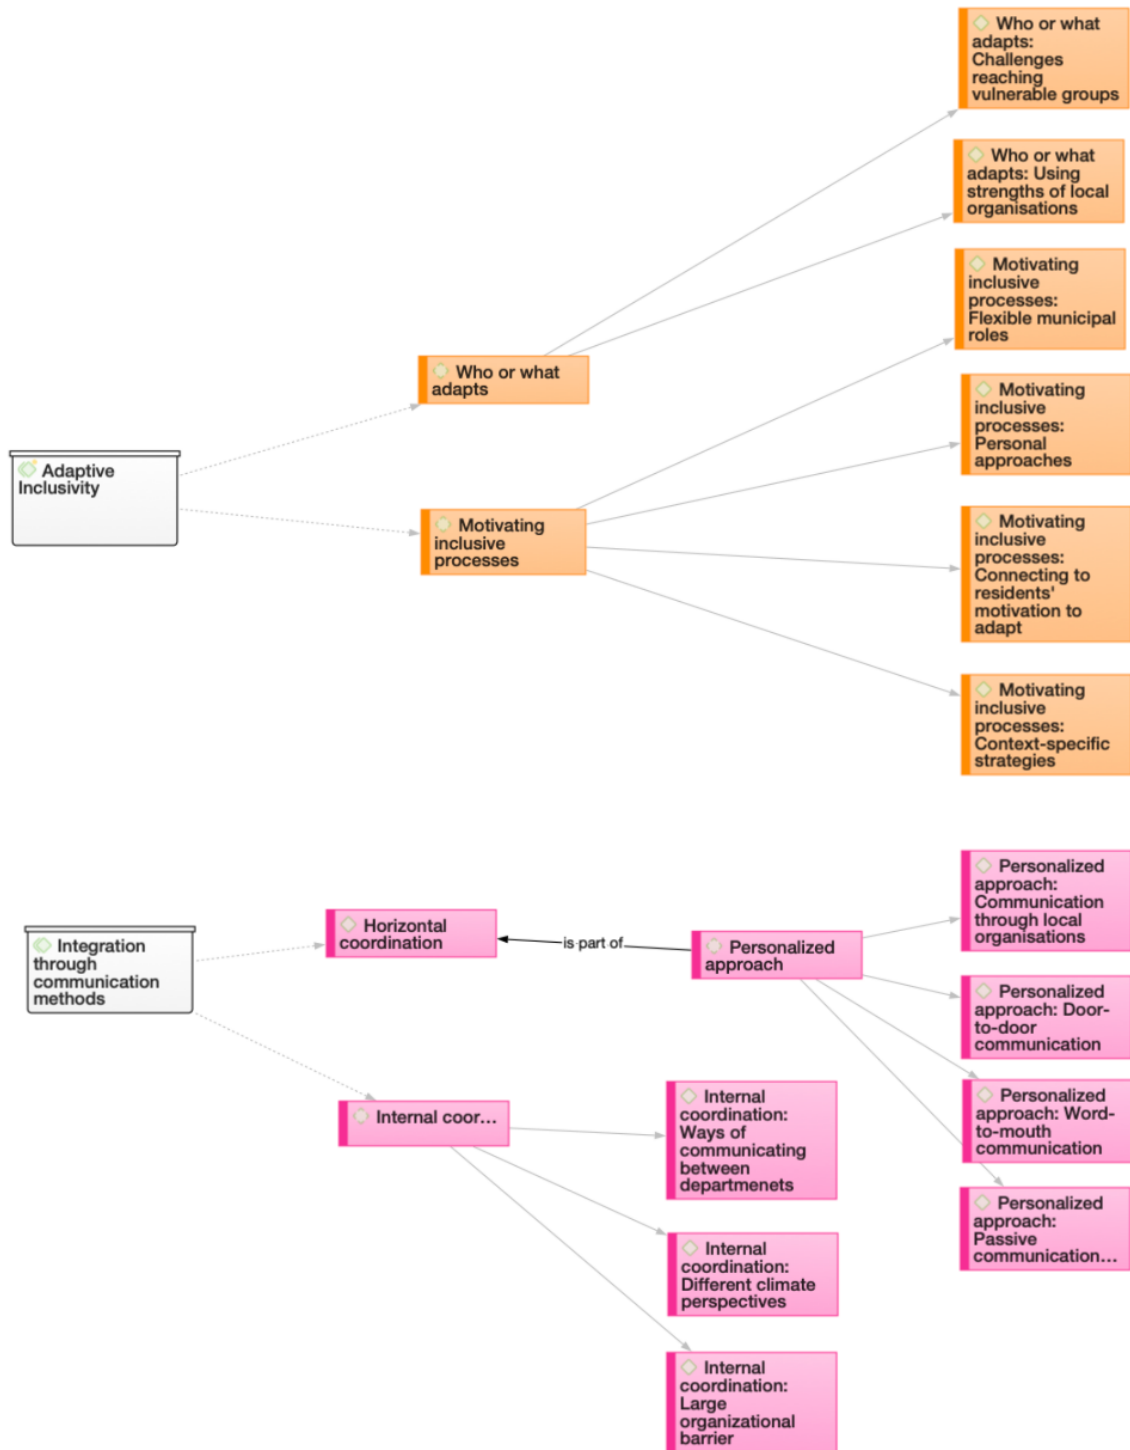 Who or what
adapts:
Challenges
reaching
vulnerable groups
Who or what
adapts: Using
strengths of local
organisations
Motivating
inclusive
processes:
Flexible municipal
roles
Who or what
adapts
Motivating
inclusive
processes:
Personal
approaches
Adaptive
Inclusivity
Motivating
inclusive
processes
Motivating
inclusive
processes:
Connecting to
residents'
motivation to
adapt
Motivating
inclusive
processes:
Context-specific
strategies
Integration
through
communication
methods
Horizontal
coordination
is part of
Personalized
approach
Personalized
approach:
Communication
through local
organisations
Personalized
approach: Door-
to-door
communication
Personalized
approach: Word-
to-mouth
communication
Personalized
approach:
Passive
communication...
Internal coor...
Internal
coordination:
Ways of
communicating
between
departmenets
Internal
coordination:
Different climate
perspectives
Internal
coordination:
Large
organizational
barrier